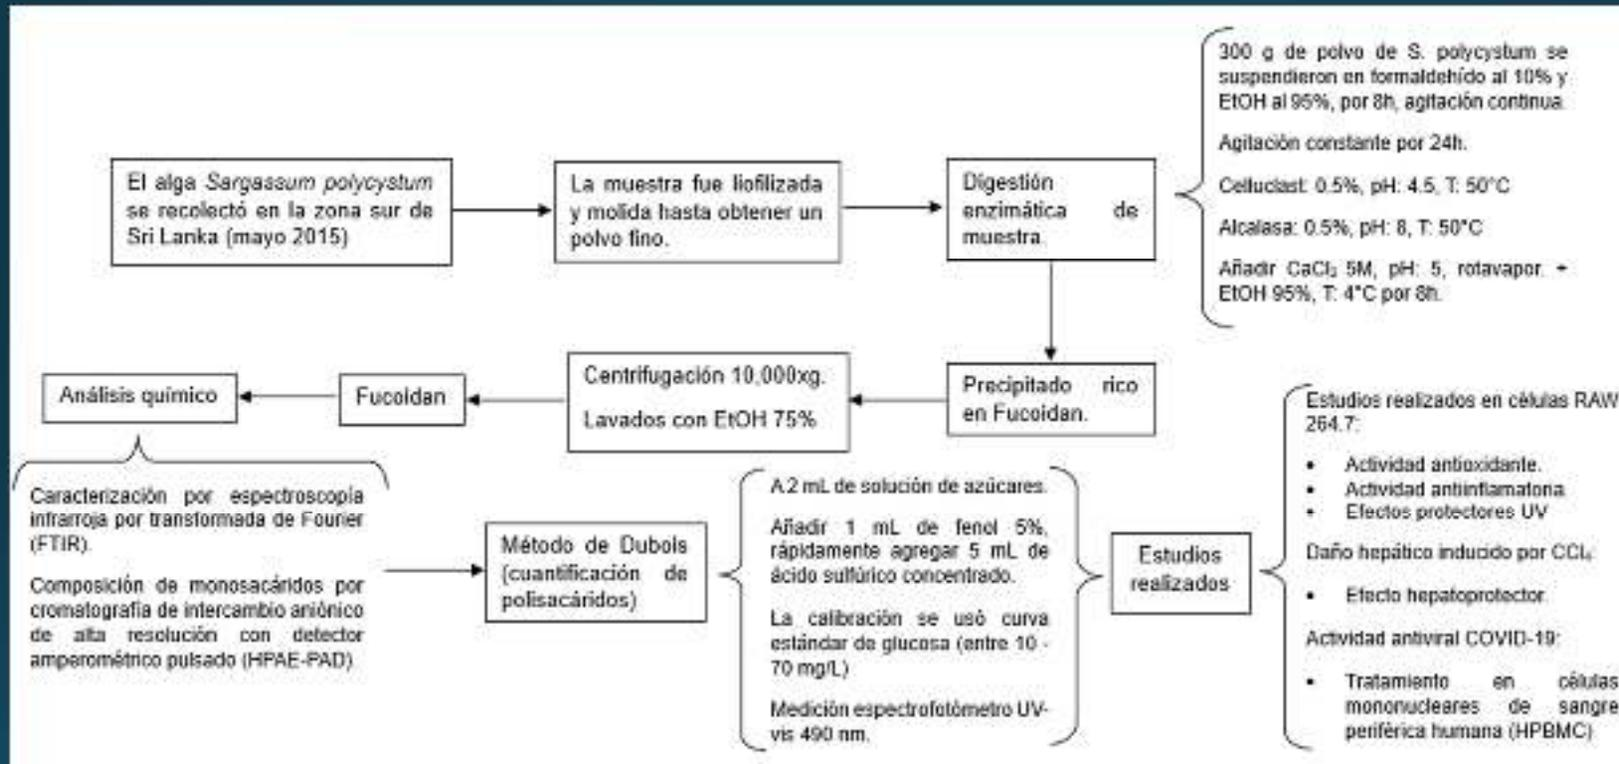 El alga Sargassum polycystum
se recolectó en la zona sur de
Sri Lanka (mayo 2015)
La muestra fue liofilizada
y molida hasta obtener un
polvo fino.
Digestión
enzimática de
muestra.
300 g de polvo de S. polycystum se
suspendieron en formaldehído al 10% y
EtOH al 95%, por 8h, agitación continua.
Agitación constante por 24h.
Celluclast: 0.5%, pH: 4.5, T: 50°C
Alcalasa: 0.5%, pH: 8, T: 50°C
Añadir CaCl₂ 5M, pH: 5, rotavapor. +
EtOH 95%, T: 4°C por 8h.
Precipitado rico
en Fucoidan.
Centrifugación 10,000xg.
Lavados con EtOH 75%
Fucoidan
Análisis químico
Caracterización por espectroscopía
infrarroja por transformada de Fourier
(FTIR).
Composición de monosacáridos por
cromatografía de intercambio aniónico
de alta resolución con detector
amperométrico pulsado (HPAE-PAD)
Método de Dubois
(cuantificación de
polisacáridos)
A 2 mL de solución de azúcares.
Añadir 1 mL de fenol 5%,
rápidamente agregar 5 mL de
ácido sulfúrico concentrado.
La calibración se usó curva
estándar de glucosa (entre 10 -
70 mg/L)
Medición espectrofotómetro UV-
vis 490 nm.
Estudios
realizados
Estudios realizados en células RAW
264.7:
• Actividad antioxidante.
• Actividad antiinflamatoria
• Efectos protectores UV
Daño hepático inducido por CCl₄
• Efecto hepatoprotector.
Actividad antiviral COVID-19:
• Tratamiento en células
mononucleares de sangre
periférica humana (HPBMC)